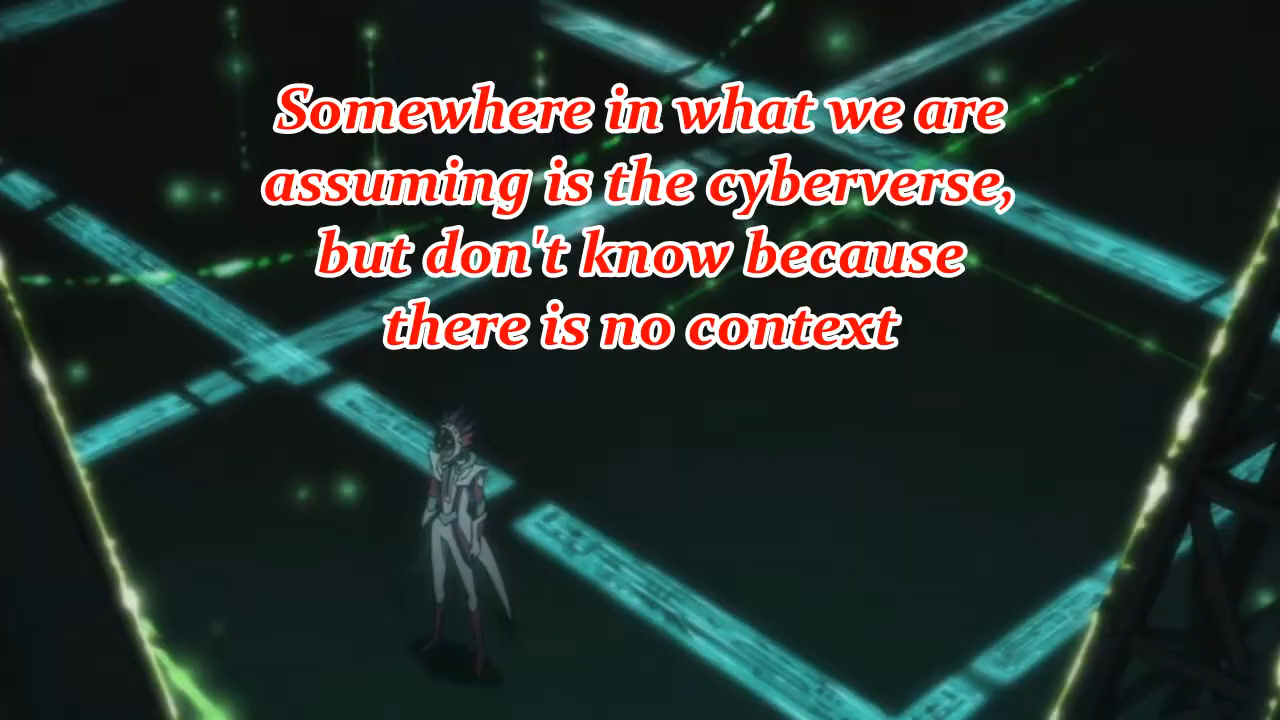 Somewhere in what we are
assuming is the cyberverse,
but don't know because
there is no context